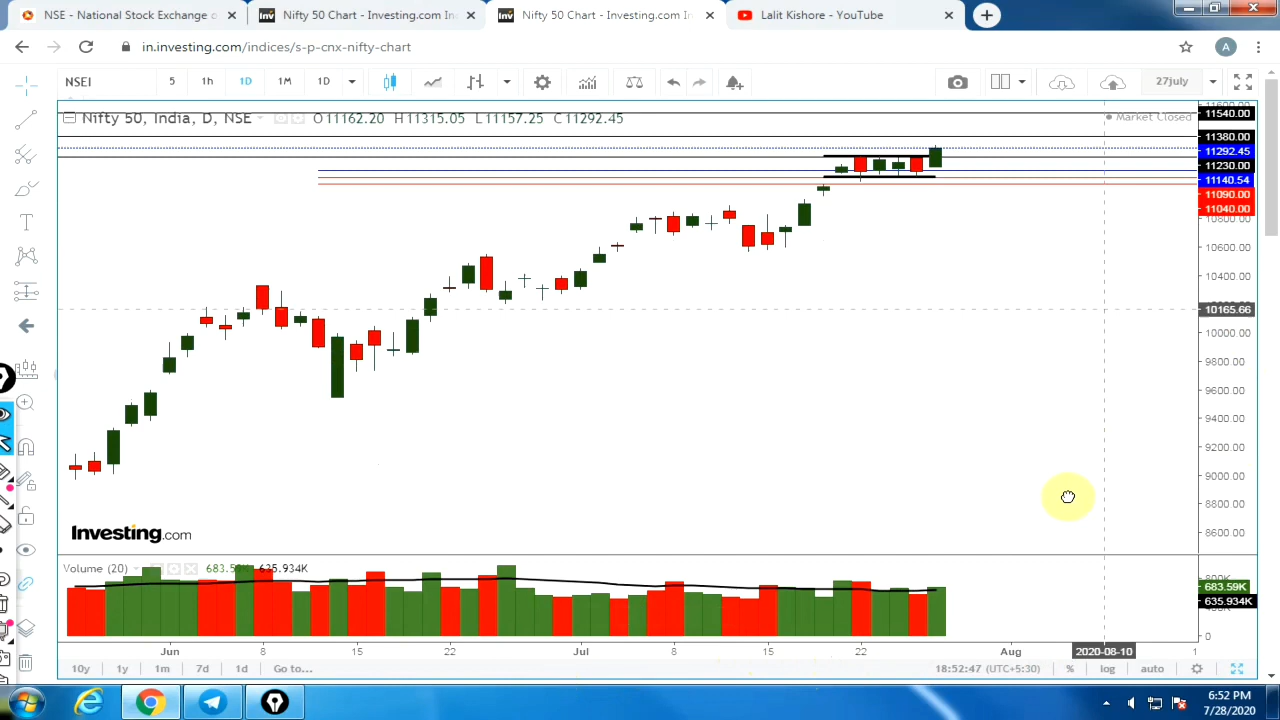 NSE - National Stock Exchange o
Nifty 50 Chart - Investing.com Inc
Nifty 50 Chart - Investing.com In
Lalit Kishore - YouTube
in.investing.com/indices/s-p-cnx-nifty-chart
A
NSEI
5
1h
1D
1M
1D
27july
Nifty 50, India, D, NSE
O11162.20 H11315.05 L11157.25 C11292.45
Market Closed
11600.00
11540.00
11380.00
11292.45
11230.00
11140.54
11090.00
11040.00
10800.00
10600.00
10400.00
10165.66
10000.00
9800.00
9600.00
9400.00
9200.00
9000.00
8800.00
8600.00
Investing.com
Volume (20)
683.59K
635.934K
683.59K
635.934K
0
Jun
8
15
22
Jul
8
15
22
Aug
2020-08-10
1
10y
1y
1m
7d
1d
Go to...
18:52:47 (UTC+5:30)
%
log
auto
6:52 PM
7/28/2020